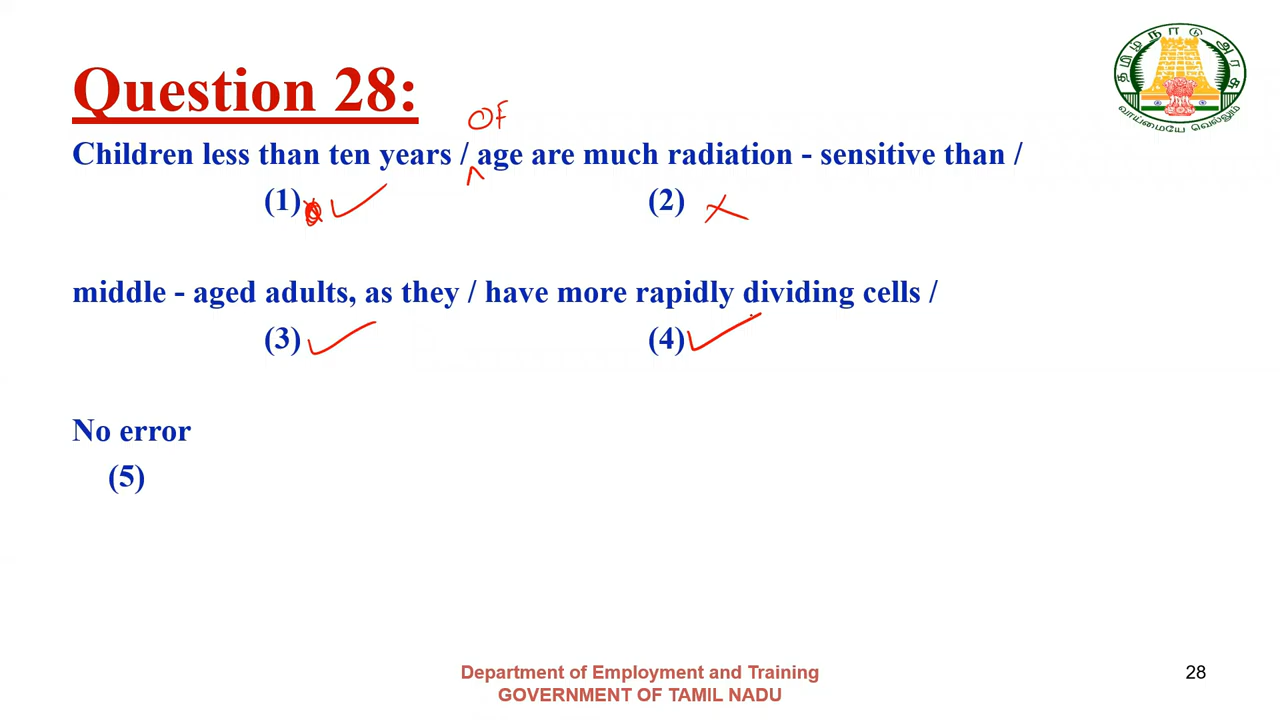 Question 28:
OF
Children less than ten years / age are much radiation - sensitive than /
(1) (2)
middle - aged adults, as they / have more rapidly dividing cells /
(3) (4)
No error
(5)
தமிழ்நாடு அரசு
வாய்மையே வெல்லும்
Department of Employment and Training
GOVERNMENT OF TAMIL NADU
28